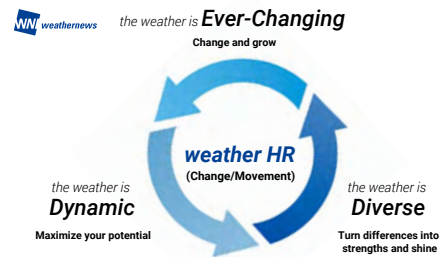 WNI weathernews
the weather is Ever-Changing
Change and grow
weather HR
(Change/Movement)
the weather is
Dynamic
Maximize your potential
the weather is
Diverse
Turn differences into
strengths and shine